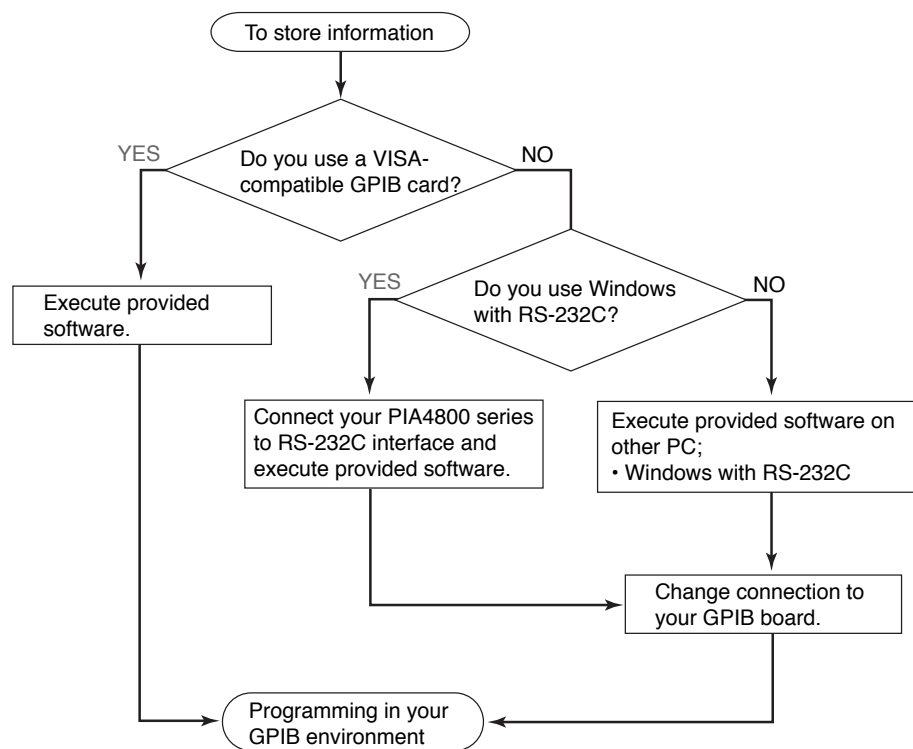 To store information
YES
Do you use a VISA-
compatible GPIB card?
NO
YES
Do you use Windows
with RS-232C?
NO
Execute provided
software.
Connect your PIA4800 series
to RS-232C interface and
execute provided software.
Execute provided software on
other PC;
• Windows with RS-232C
Change connection to
your GPIB board.
Programming in your
GPIB environment